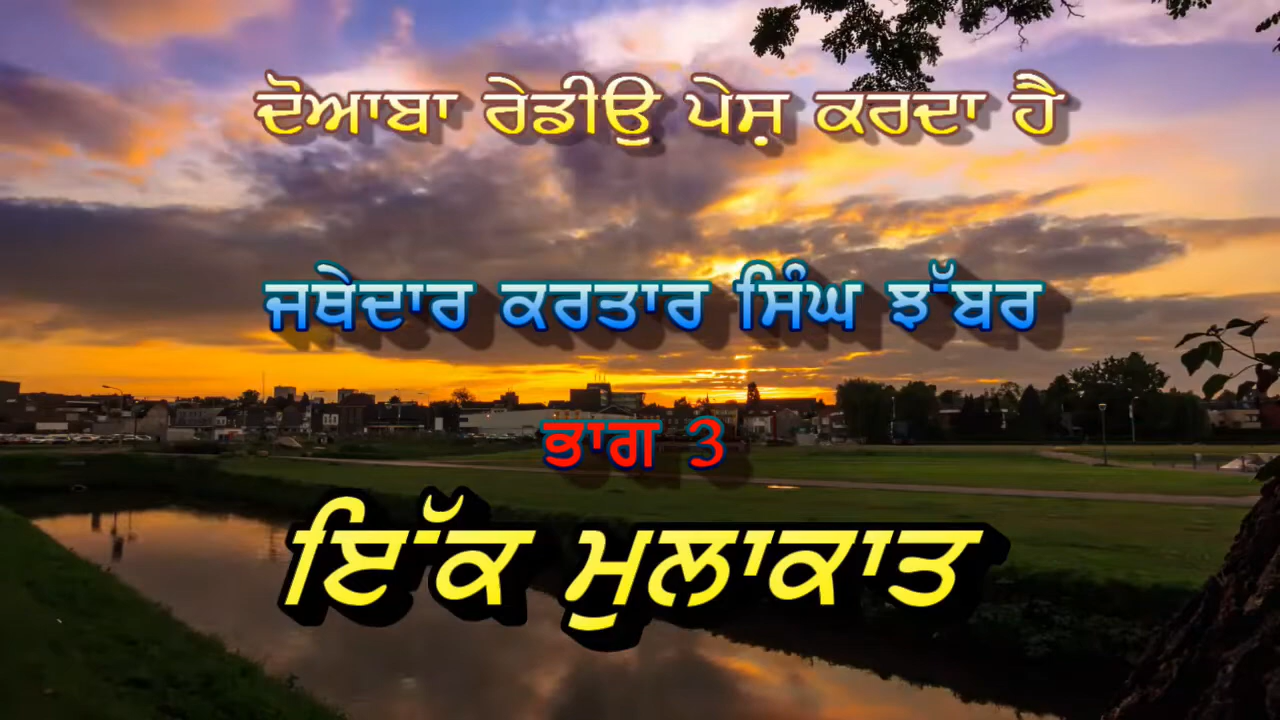 ਦੋਆਬਾ ਰੇਡੀਉ ਪੇਸ਼ ਕਰਦਾ ਹੈ
ਜਥੇਦਾਰ ਕਰਤਾਰ ਸਿੰਘ ਝੱਬਰ
ਭਾਗ 3
ਇੱਕ ਮੁਲਾਕਾਤ